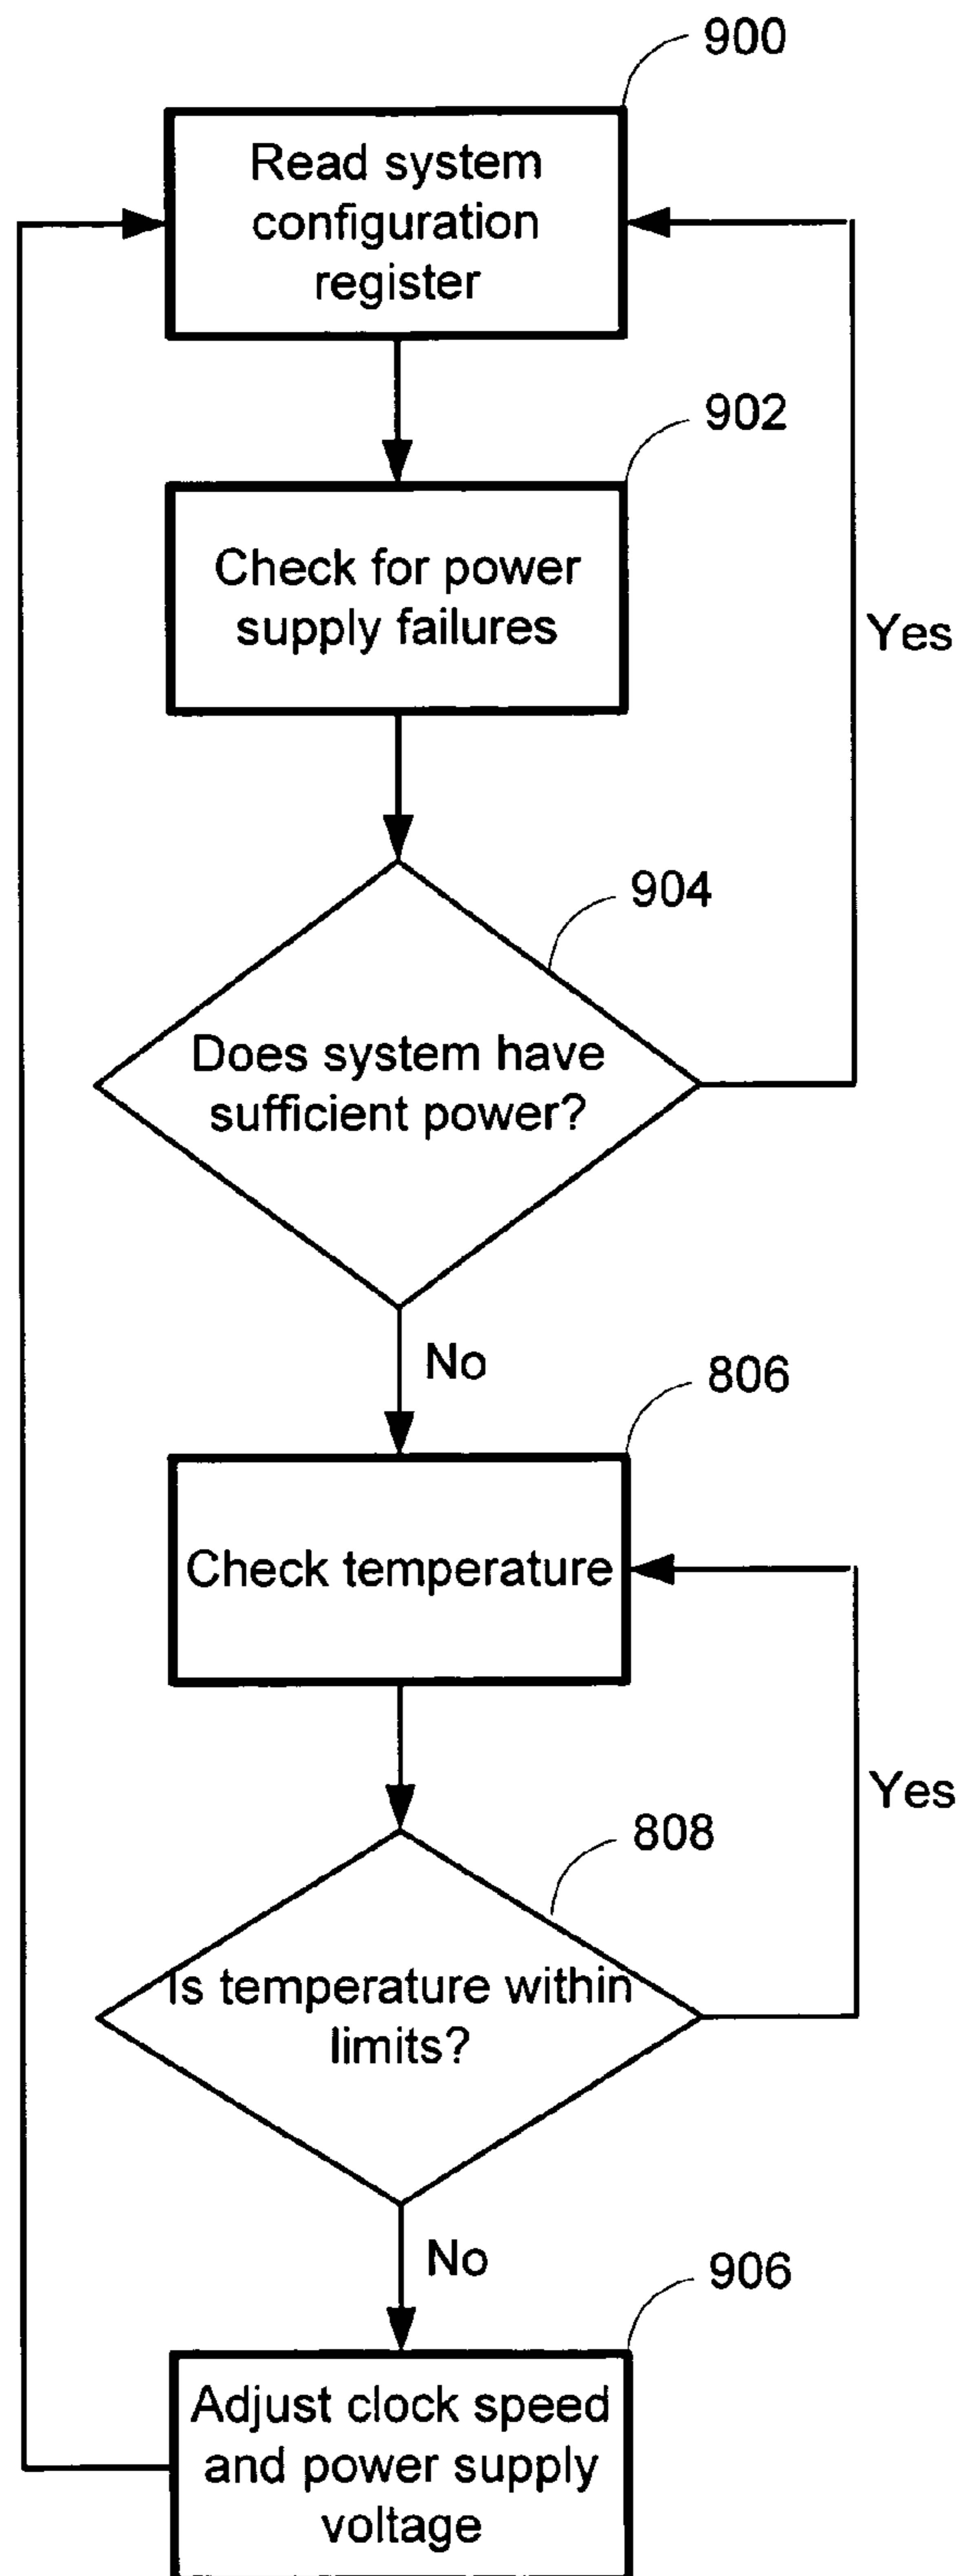 900
Read system
configuration
register
902
Check for power
supply failures
Yes
904
Does system have
sufficient power?
No
806
Check temperature
Yes
808
Is temperature within
limits?
No
906
Adjust clock speed
and power supply
voltage